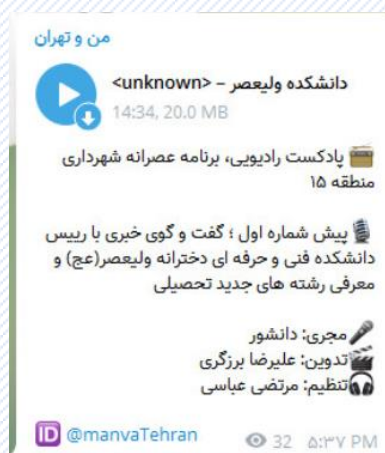 من و تهران
دانشکده ولیعصر – <unknown>
14:34, 20.0 MB
پادکست رادیویی، برنامه عصرانه شهرداری
منطقه ۱۵
پیش شماره اول ؛ گفت و گوی خبری با رییس
دانشکده فنی و حرفه ای دخترانه ولیعصر(عج) و
معرفی رشته های جدید تحصیلی
مجری: دانشور
تدوین: علیرضا برزگری
تنظیم: مرتضی عباسی
ID @manvaTehran
32 ۵:۳۷ PM